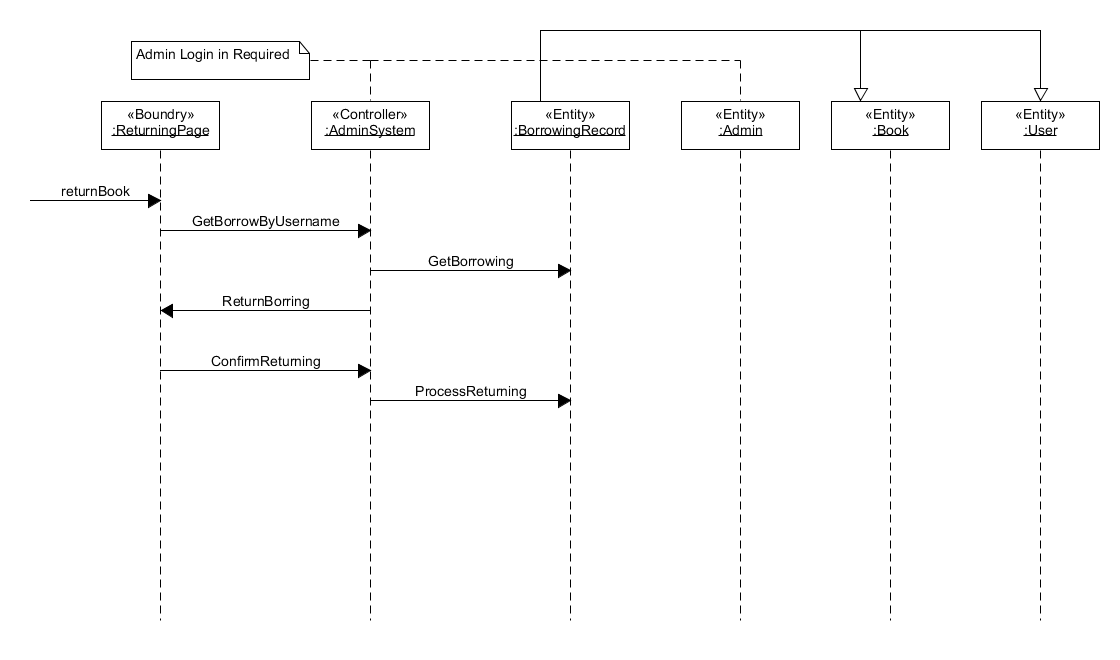 Admin Login in Required
«Boundry»
:ReturningPage
«Controller»
:AdminSystem
«Entity»
:BorrowingRecord
«Entity»
:Admin
«Entity»
:Book
«Entity»
:User
returnBook
GetBorrowByUsername
GetBorrowing
ReturnBorring
ConfirmReturning
ProcessReturning